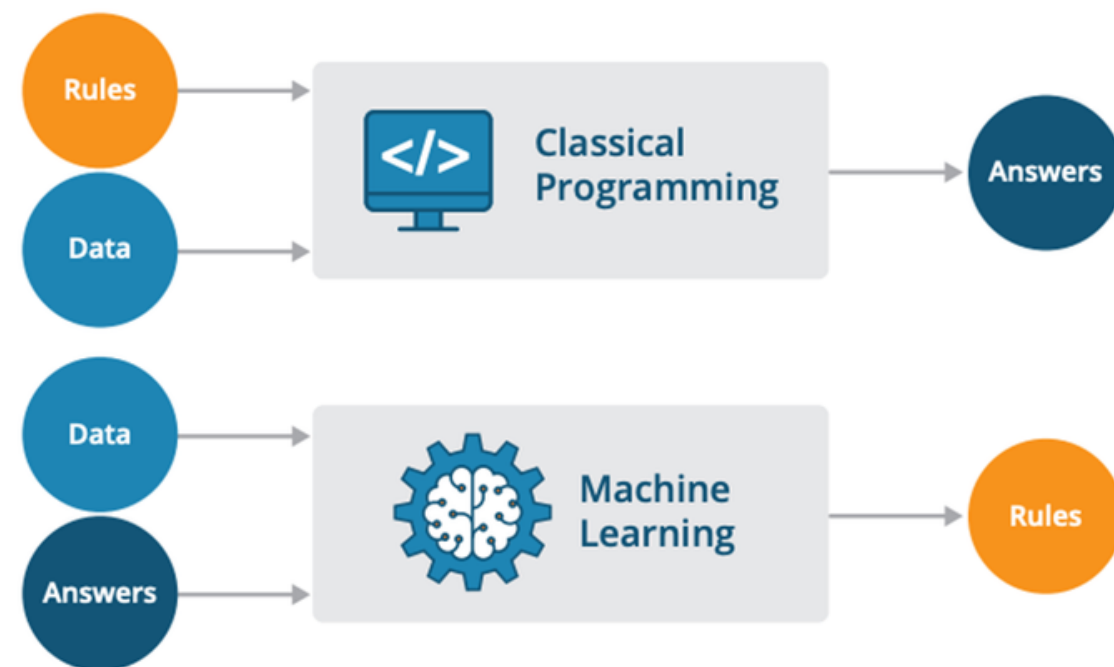 Rules
Data
</>
Classical
Programming
Answers
Data
Answers
Machine
Learning
Rules